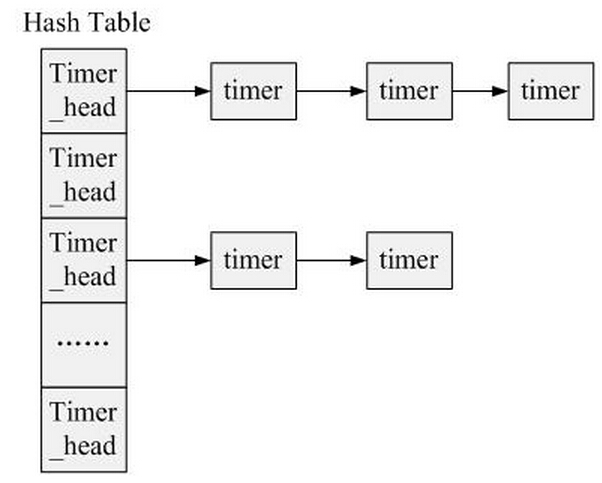 Hash Table
Timer
_head
timer
timer
timer
Timer
_head
Timer
_head
timer
timer
......
Timer
_head